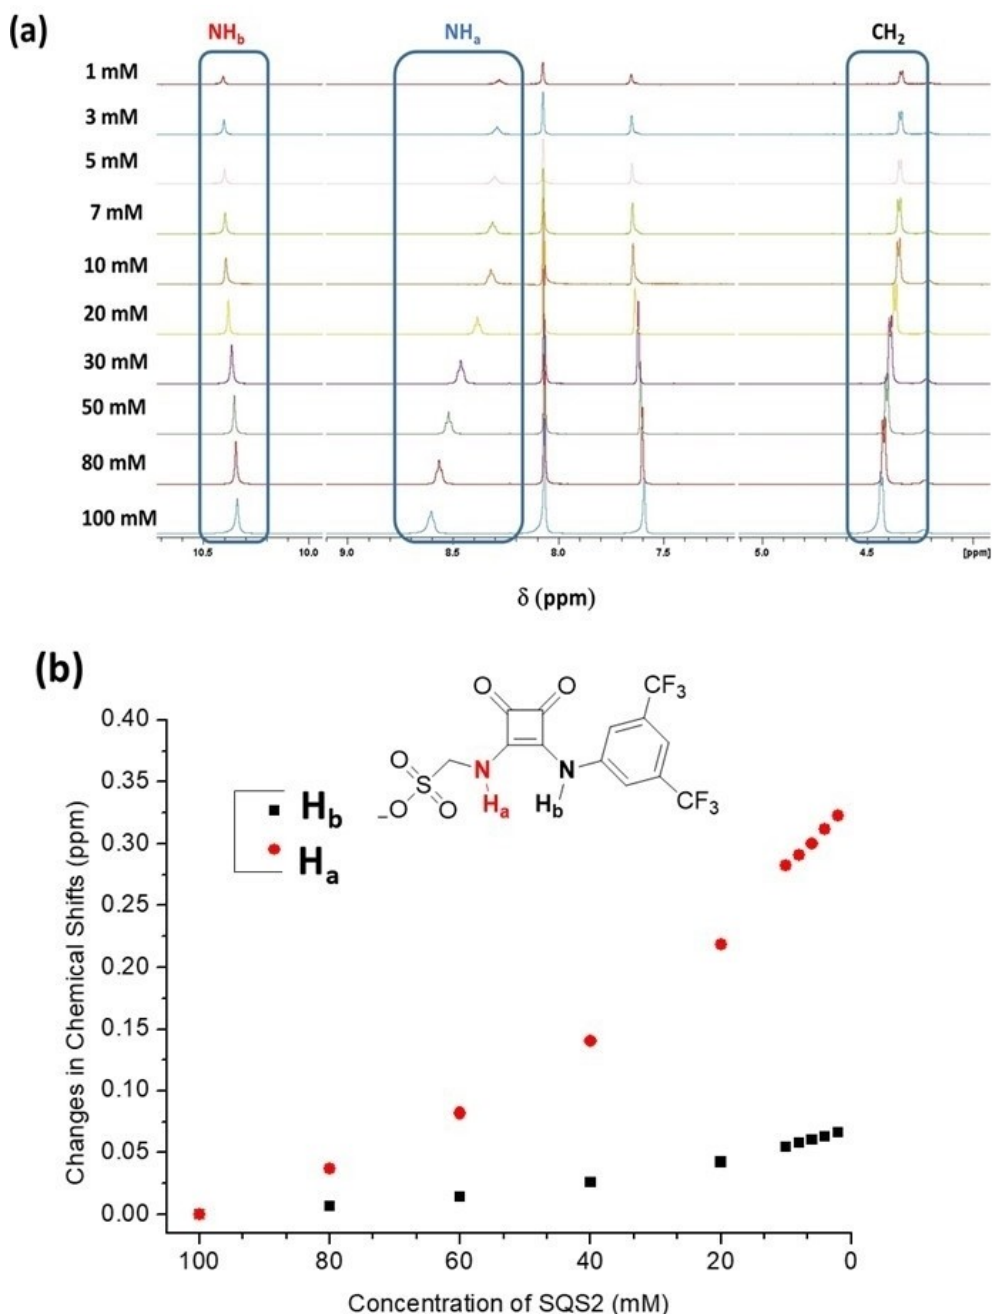 (a)
NHb NHa CH2
1 mM
3 mM
5 mM
7 mM
10 mM
20 mM
30 mM
50 mM
80 mM
100 mM
10.5 10.0 9.0 8.5 8.0 7.5 5.0 4.5 [ppm]
δ (ppm)
(b)
O O CF3
O
S N N
−O O Ha Hb CF3
Hb
Ha
Changes in Chemical Shifts (ppm)
0.40
0.35
0.30
0.25
0.20
0.15
0.10
0.05
0.00
100 80 60 40 20 0
Concentration of SQS2 (mM)